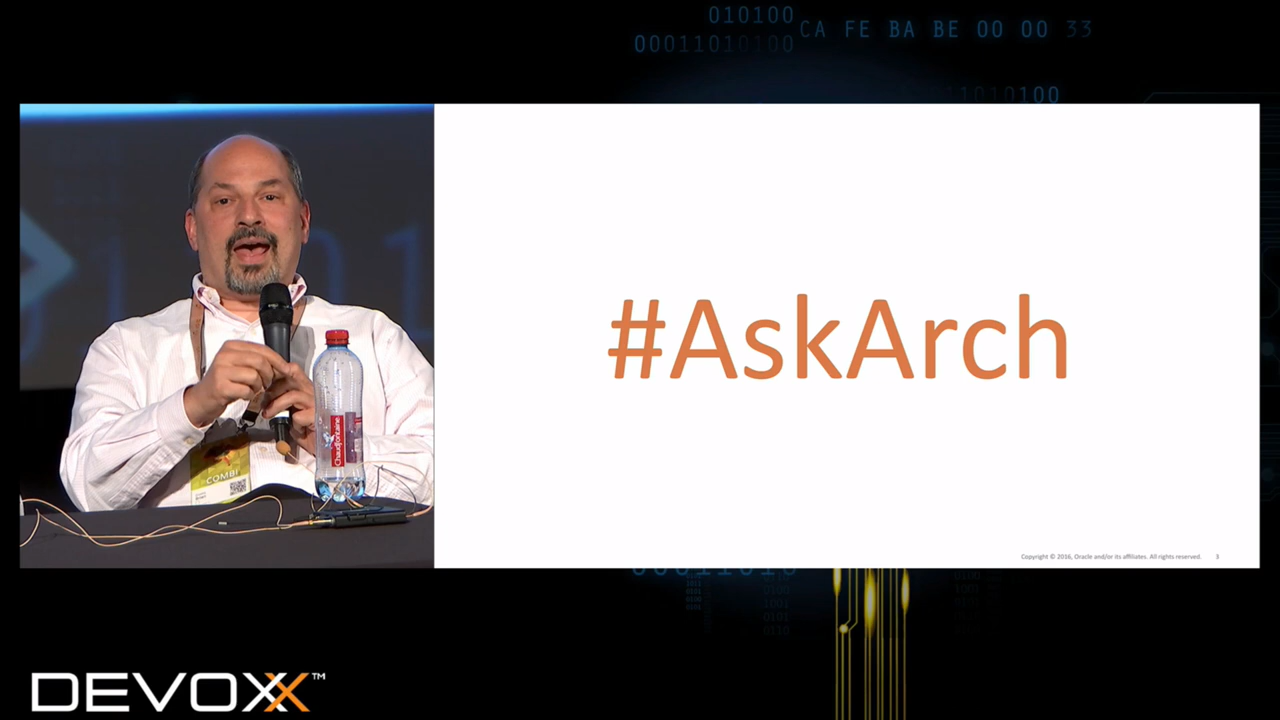 010100
00011010100
CA FE BA BE 00 00 33
1010100
#AskArch
Chaudfontaine
COMBI
Copyright © 2016, Oracle and/or its affiliates. All rights reserved. 3
DEVOXX™